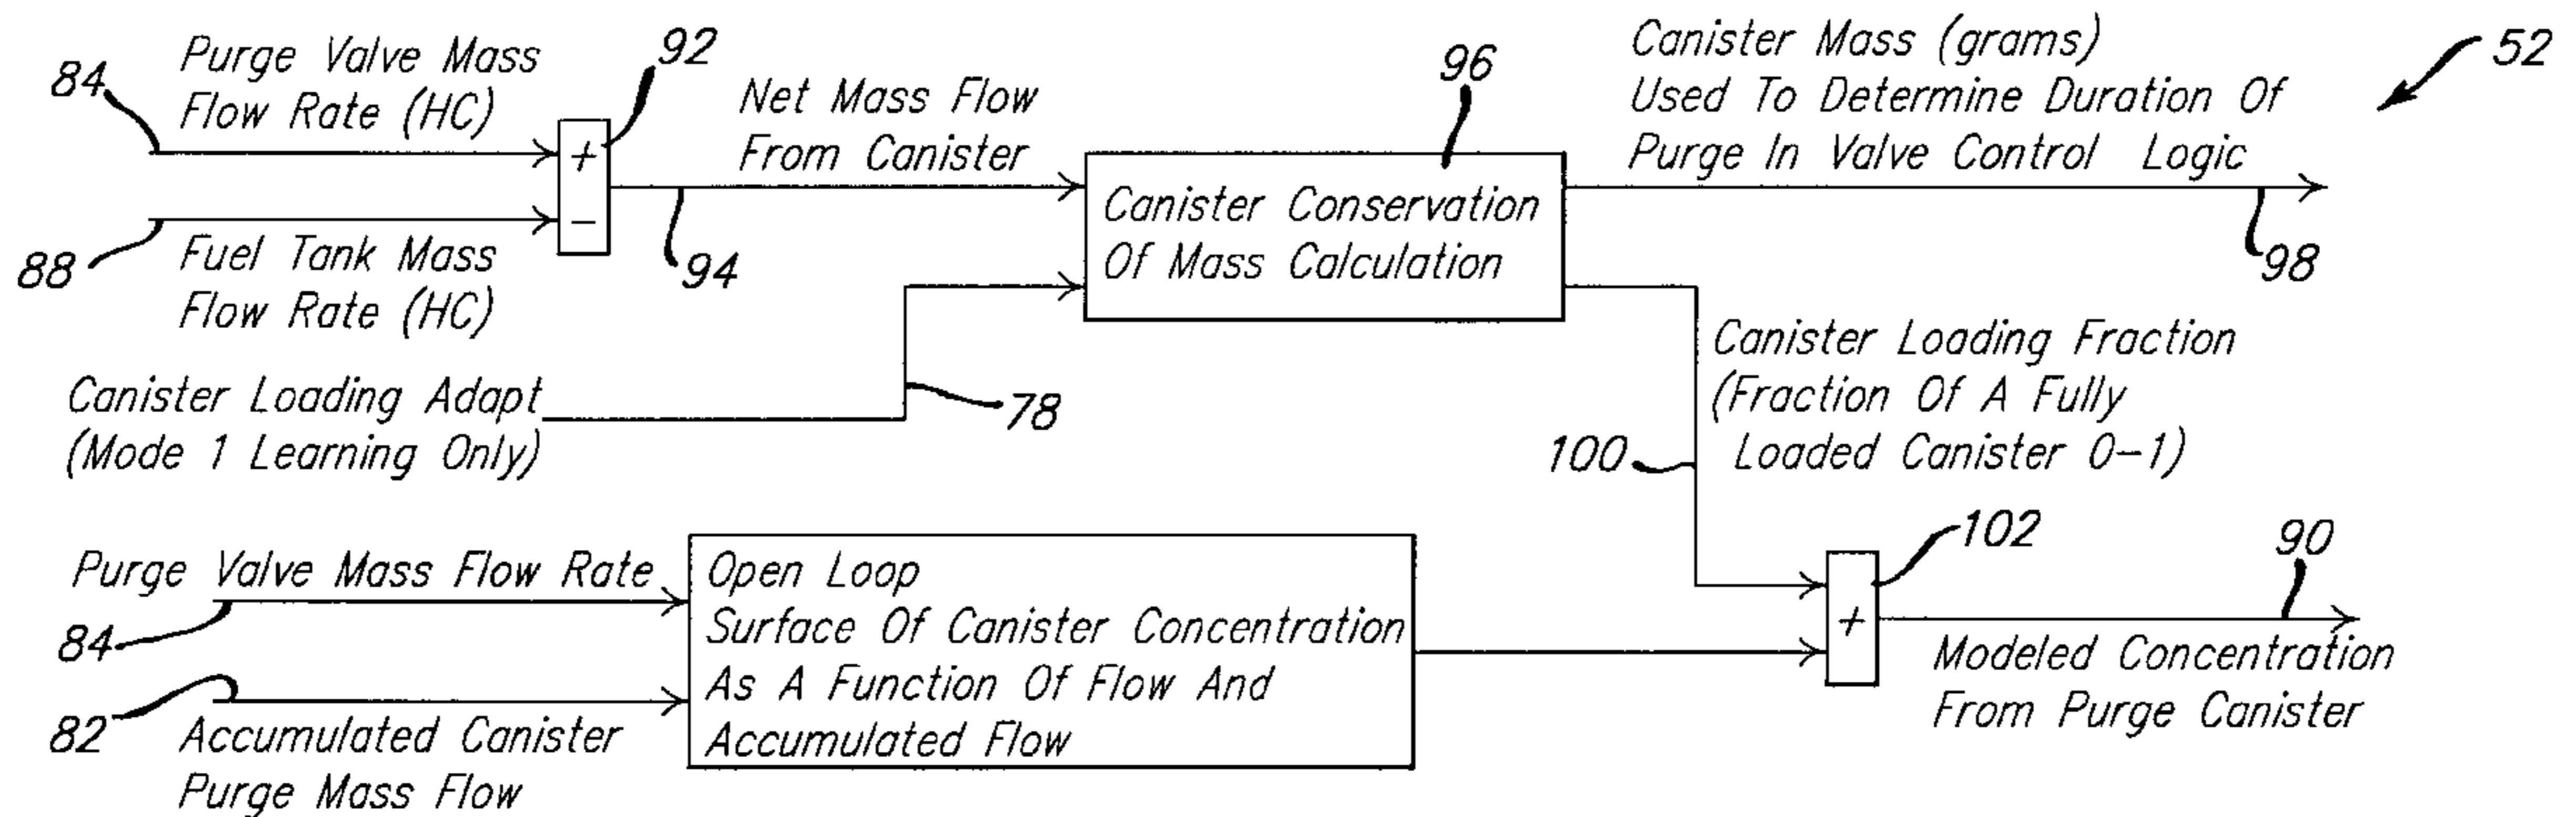 84
Purge Valve Mass
Flow Rate (HC)
92
+
−
88
Fuel Tank Mass
Flow Rate (HC)
Net Mass Flow
From Canister
94
96
Canister Conservation
Of Mass Calculation
Canister Mass (grams)
Used To Determine Duration Of
Purge In Valve Control Logic
98
52
Canister Loading Adapt
(Mode 1 Learning Only)
78
Canister Loading Fraction
(Fraction Of A Fully
Loaded Canister 0-1)
100
Purge Valve Mass Flow Rate
84
82
Accumulated Canister
Purge Mass Flow
Open Loop
Surface Of Canister Concentration
As A Function Of Flow And
Accumulated Flow
102
+
90
Modeled Concentration
From Purge Canister